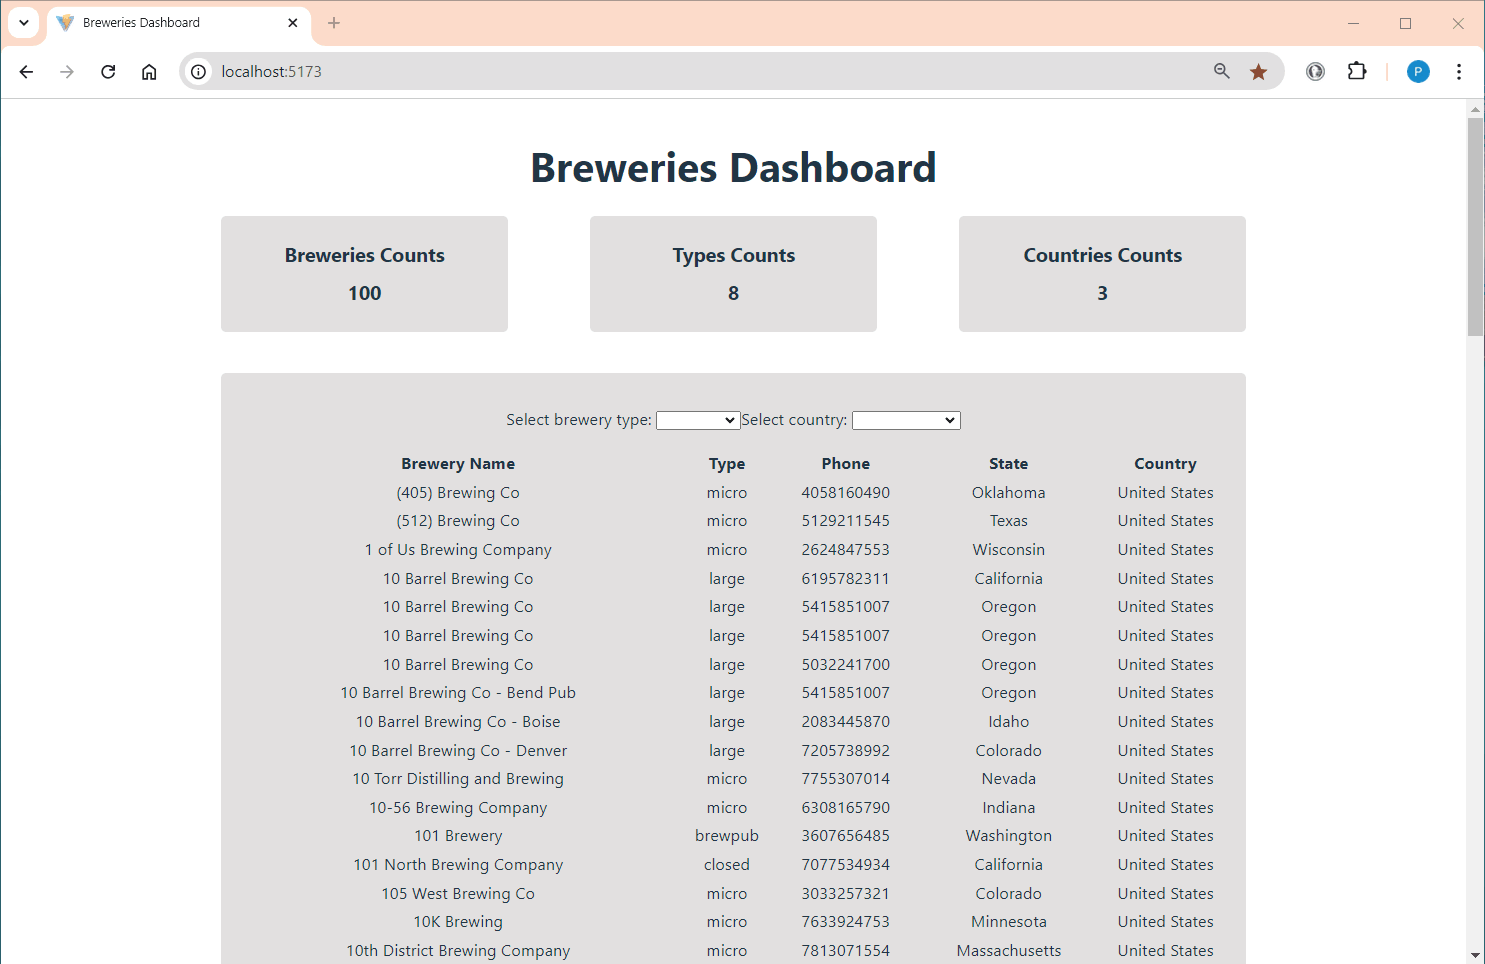 Breweries Dashboard
localhost:5173
P
Breweries Dashboard
Breweries Counts
100
Types Counts
8
Countries Counts
3
Select brewery type: Select country:
Brewery Name Type Phone State Country
(405) Brewing Co micro 4058160490 Oklahoma United States
(512) Brewing Co micro 5129211545 Texas United States
1 of Us Brewing Company micro 2624847553 Wisconsin United States
10 Barrel Brewing Co large 6195782311 California United States
10 Barrel Brewing Co large 5415851007 Oregon United States
10 Barrel Brewing Co large 5415851007 Oregon United States
10 Barrel Brewing Co large 5032241700 Oregon United States
10 Barrel Brewing Co - Bend Pub large 5415851007 Oregon United States
10 Barrel Brewing Co - Boise large 2083445870 Idaho United States
10 Barrel Brewing Co - Denver large 7205738992 Colorado United States
10 Torr Distilling and Brewing micro 7755307014 Nevada United States
10-56 Brewing Company micro 6308165790 Indiana United States
101 Brewery brewpub 3607656485 Washington United States
101 North Brewing Company closed 7077534934 California United States
105 West Brewing Co micro 3033257321 Colorado United States
10K Brewing micro 7633924753 Minnesota United States
10th District Brewing Company micro 7813071554 Massachusetts United States